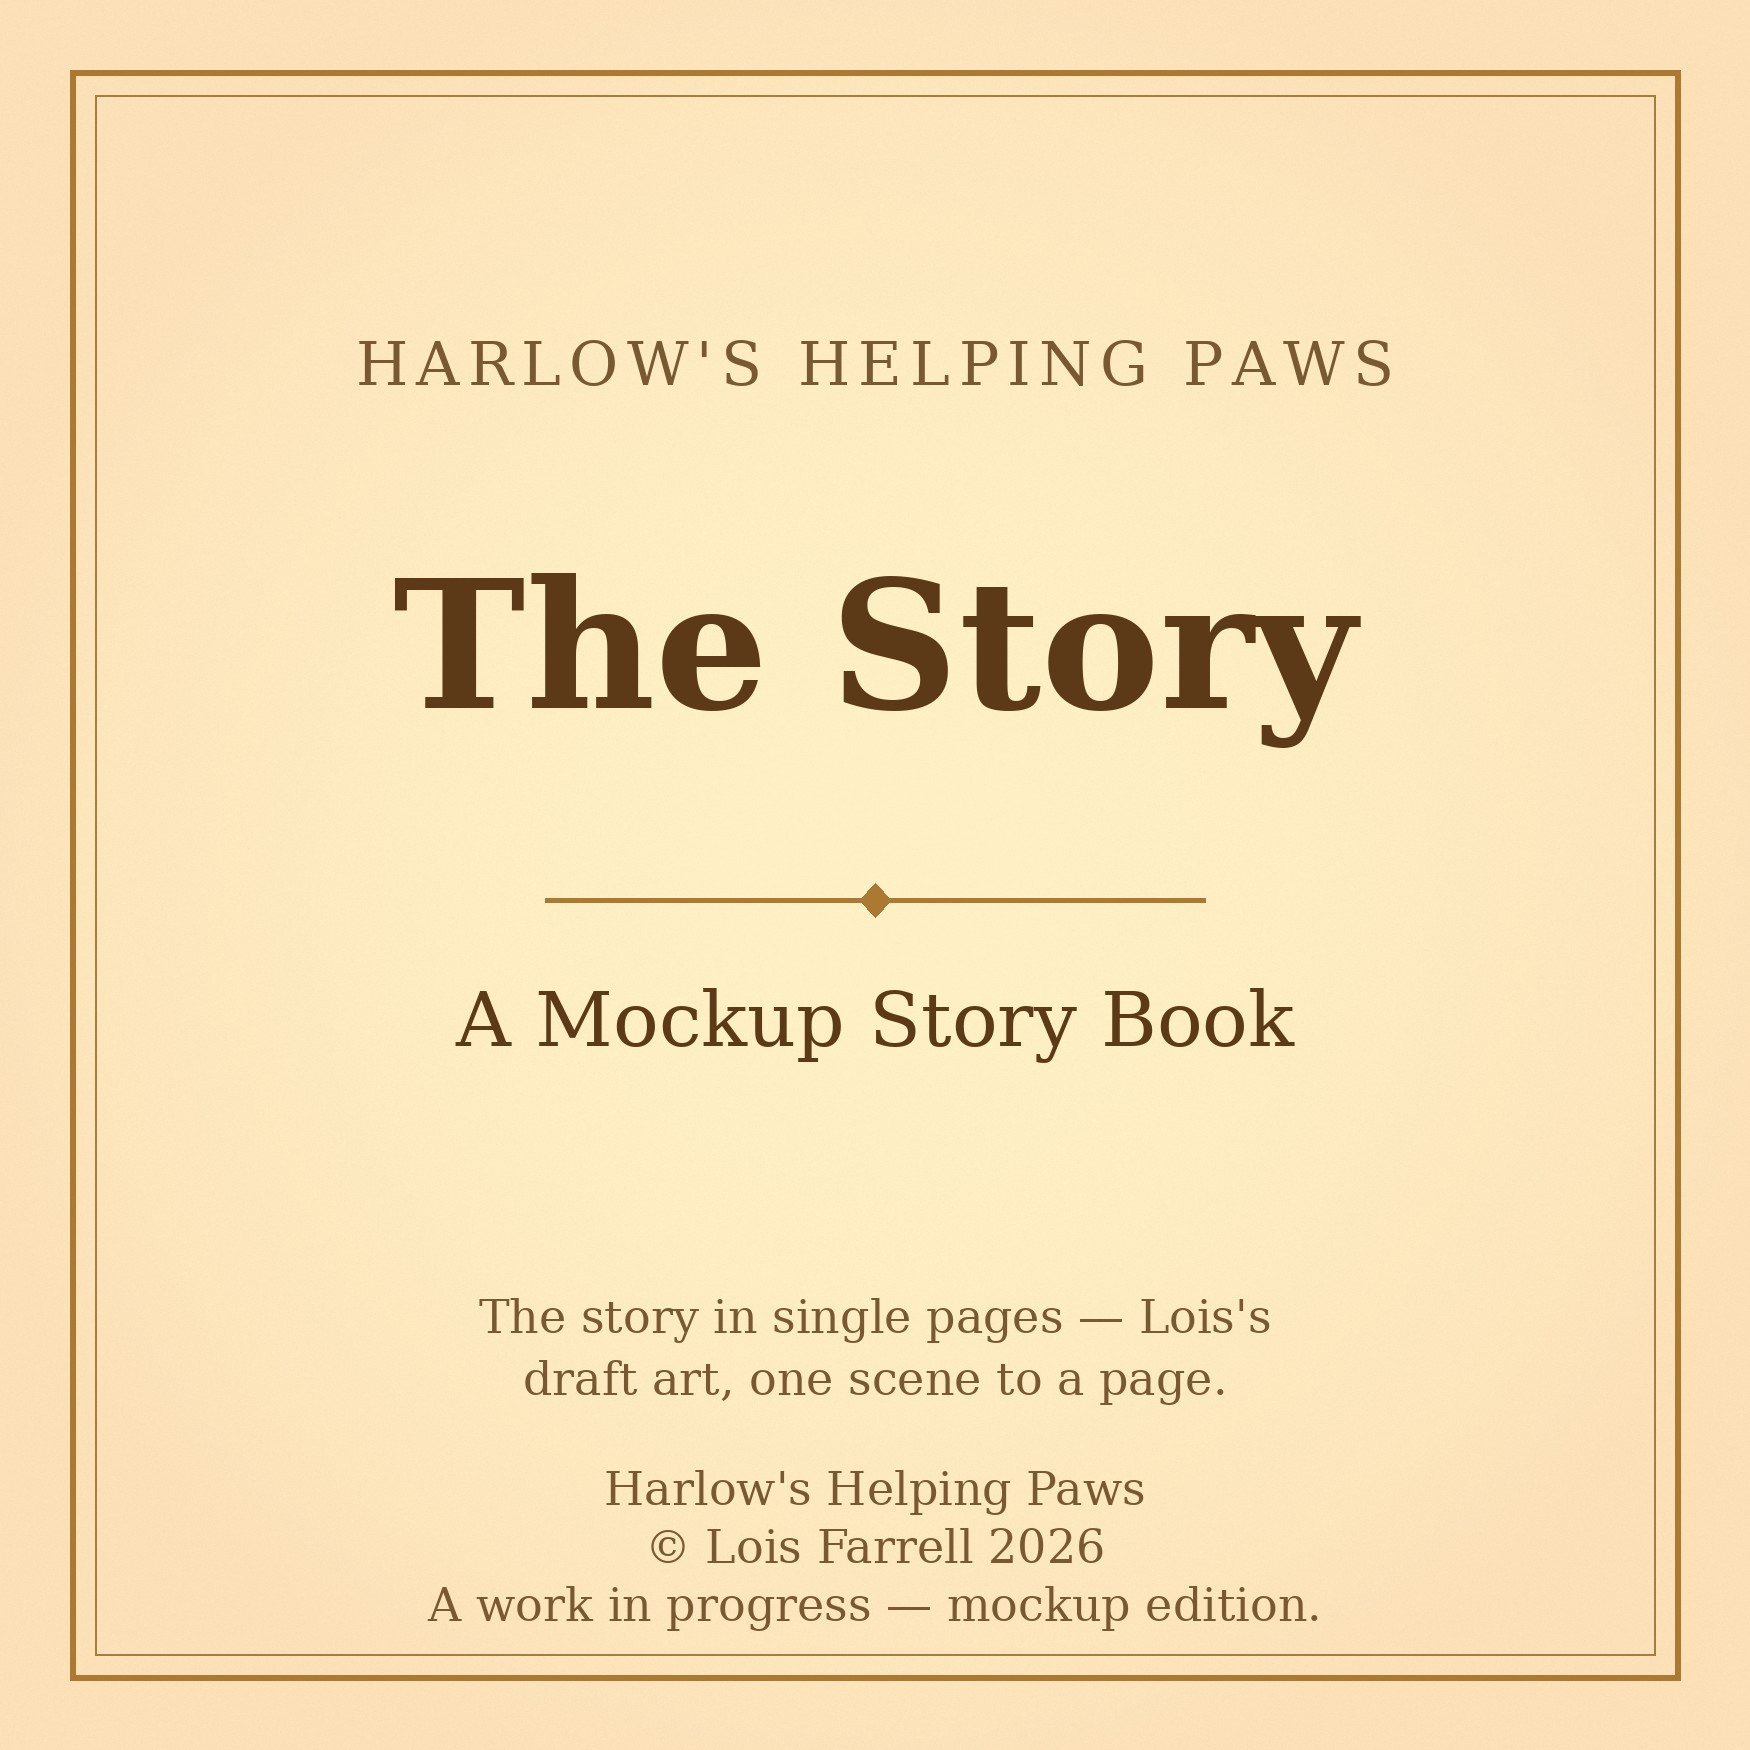 HARLOW'S HELPING PAWS
The Story
A Mockup Story Book
The story in single pages — Lois's
draft art, one scene to a page.
Harlow's Helping Paws
© Lois Farrell 2026
A work in progress — mockup edition.